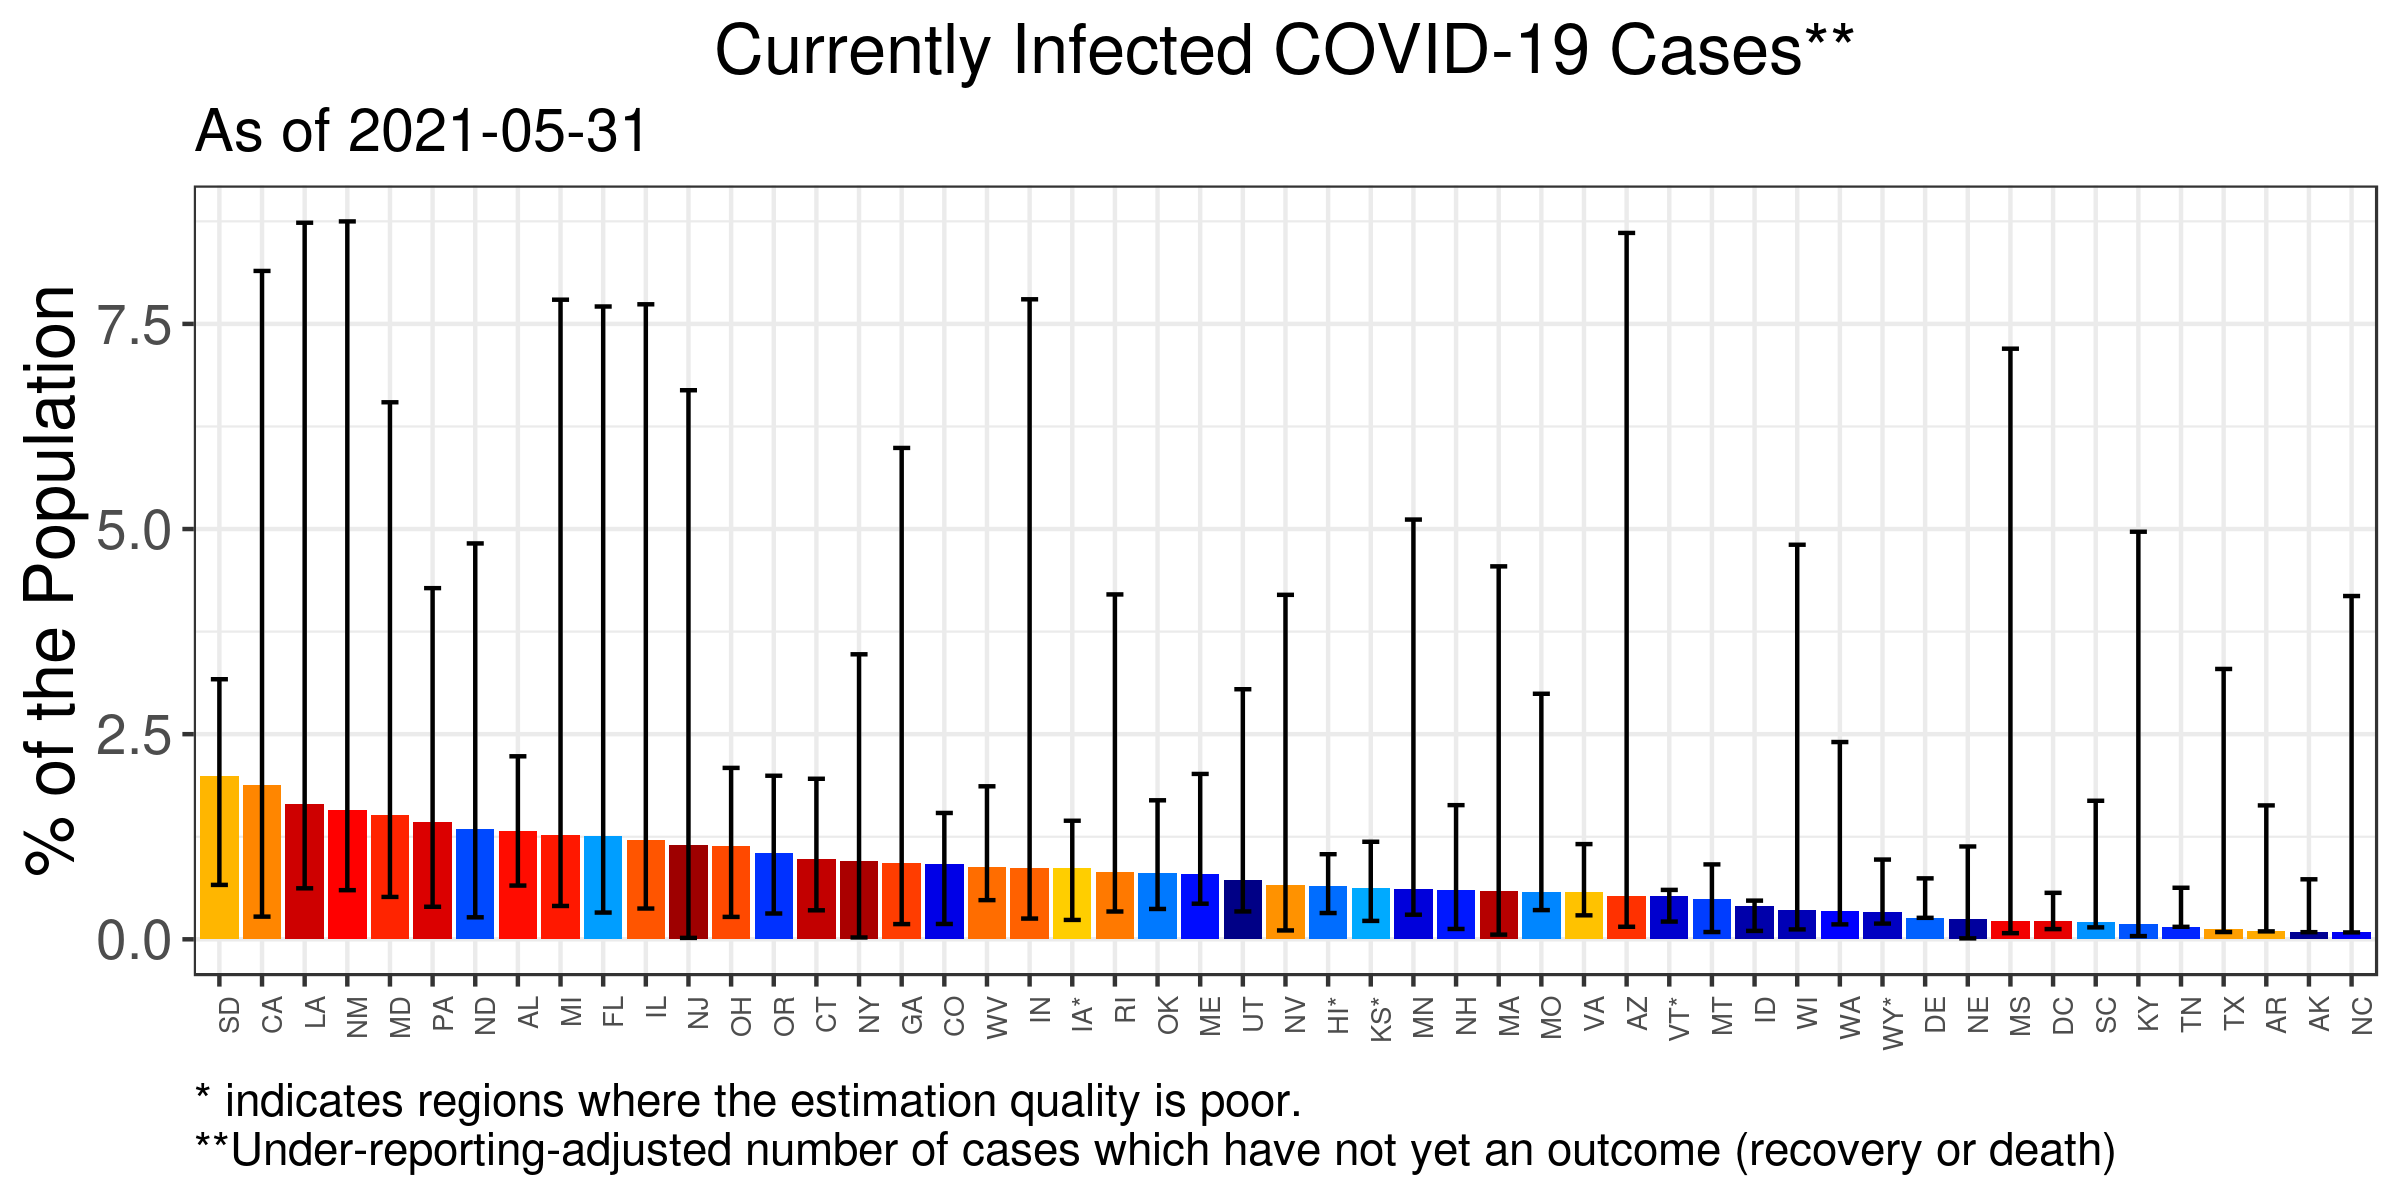 Currently Infected COVID-19 Cases**
As of 2021-05-31
% of the Population
7.5
5.0
2.5
0.0
SD CA LA NM MD PA ND AL MI FL IL NJ OH OR CT NY GA CO WV IN IA* RI OK ME UT NV HI* KS* MN NH MA MO VA AZ VT* MT ID WI WA WY* DE NE MS DC SC KY TN TX AR AK NC
* indicates regions where the estimation quality is poor.
**Under-reporting-adjusted number of cases which have not yet an outcome (recovery or death)